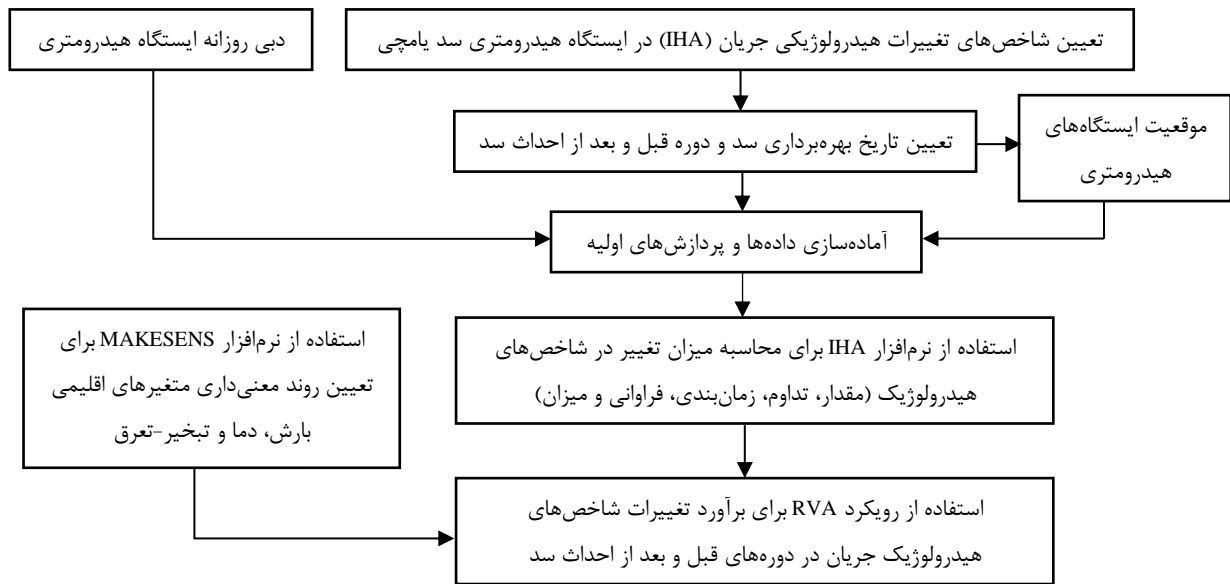 دبی روزانه ایستگاه هیدرومتری
تعیین شاخص‌های تغییرات هیدرولوژیکی جریان (IHA) در ایستگاه هیدرومتری سد یامچی
تعیین تاریخ بهره‌برداری سد و دوره قبل و بعد از احداث سد
موقعیت ایستگاه‌های
هیدرومتری
آماده‌سازی داده‌ها و پردازش‌های اولیه
استفاده از نرم‌افزار IHA برای محاسبه میزان تغییر در شاخص‌های
هیدرولوژیک (مقدار، تداوم، زمان‌بندی، فراوانی و میزان)
استفاده از نرم‌افزار MAKESENS برای
تعیین روند معنی‌داری متغیرهای اقلیمی
بارش، دما و تبخیر-تعرق
استفاده از رویکرد RVA برای برآورد تغییرات شاخص‌های
هیدرولوژیک جریان در دوره‌های قبل و بعد از احداث سد